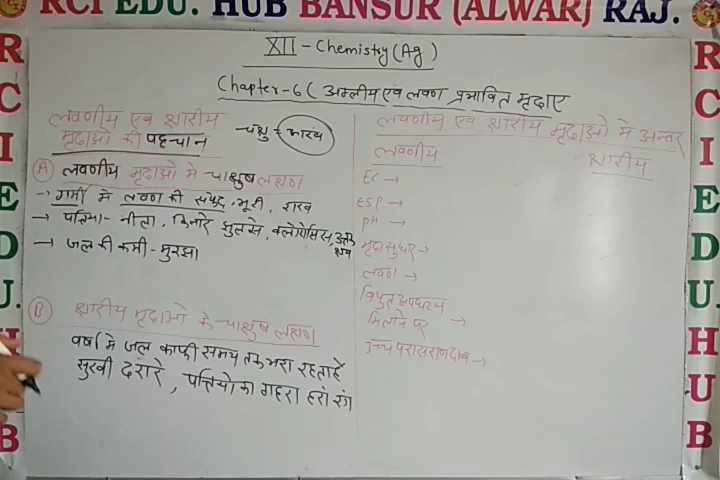 RCI EDU. HUB BANSUR (ALWAR) RAJ.
XII - Chemistry (Ag)
Chapter-6 ( अम्लीय एवं लवण प्रभावित मृदाए
लवणीय एव क्षारीय
मृदाओ की पहचान
चक्षु = आख
(A) लवणीय मृदाओ मे चाक्षुष लक्षण
→ गर्मी मे लवण की सफेद, भूरी, राख
→ पत्तिया - नीला, किनारे झुलसे, क्लोरोसिस,
→ जल की कमी - मुरझा
(B) क्षारीय मृदाओ के चाक्षुष लक्षण
वर्षा मे जल काफी समय तक भरा रहता है
सुखी दरारे, पत्तियो का गहरा हरा रंग
लवणीय एव क्षारीय मृदाओ मे अन्तर
लवणीय
क्षारीय
EC →
ESP →
PH →
मृदा सुधार →
लवण →
विधुत अपघट्य
मिलाने पर →
उच्च परासरण दाब →
R
C
I
E
D
U.
H
U
B
R
C
I
E
D
U.
H
U
B